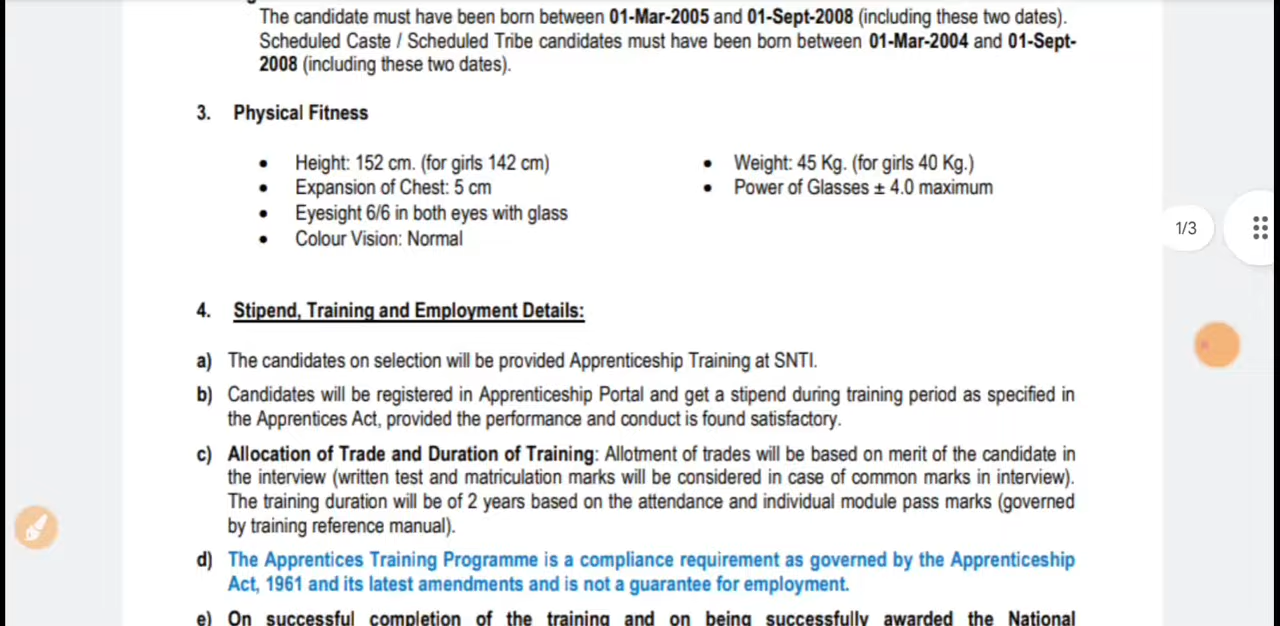 The candidate must have been born between 01-Mar-2005 and 01-Sept-2008 (including these two dates).
Scheduled Caste / Scheduled Tribe candidates must have been born between 01-Mar-2004 and 01-Sept-
2008 (including these two dates).
3. Physical Fitness
• Height: 152 cm. (for girls 142 cm)
• Expansion of Chest: 5 cm
• Eyesight 6/6 in both eyes with glass
• Colour Vision: Normal
• Weight: 45 Kg. (for girls 40 Kg.)
• Power of Glasses ± 4.0 maximum
1/3
4. Stipend, Training and Employment Details:
a) The candidates on selection will be provided Apprenticeship Training at SNTI.
b) Candidates will be registered in Apprenticeship Portal and get a stipend during training period as specified in
the Apprentices Act, provided the performance and conduct is found satisfactory.
c) Allocation of Trade and Duration of Training: Allotment of trades will be based on merit of the candidate in
the interview (written test and matriculation marks will be considered in case of common marks in interview).
The training duration will be of 2 years based on the attendance and individual module pass marks (governed
by training reference manual).
d) The Apprentices Training Programme is a compliance requirement as governed by the Apprenticeship
Act, 1961 and its latest amendments and is not a guarantee for employment.
e) On successful completion of the training and on being successfully awarded the National